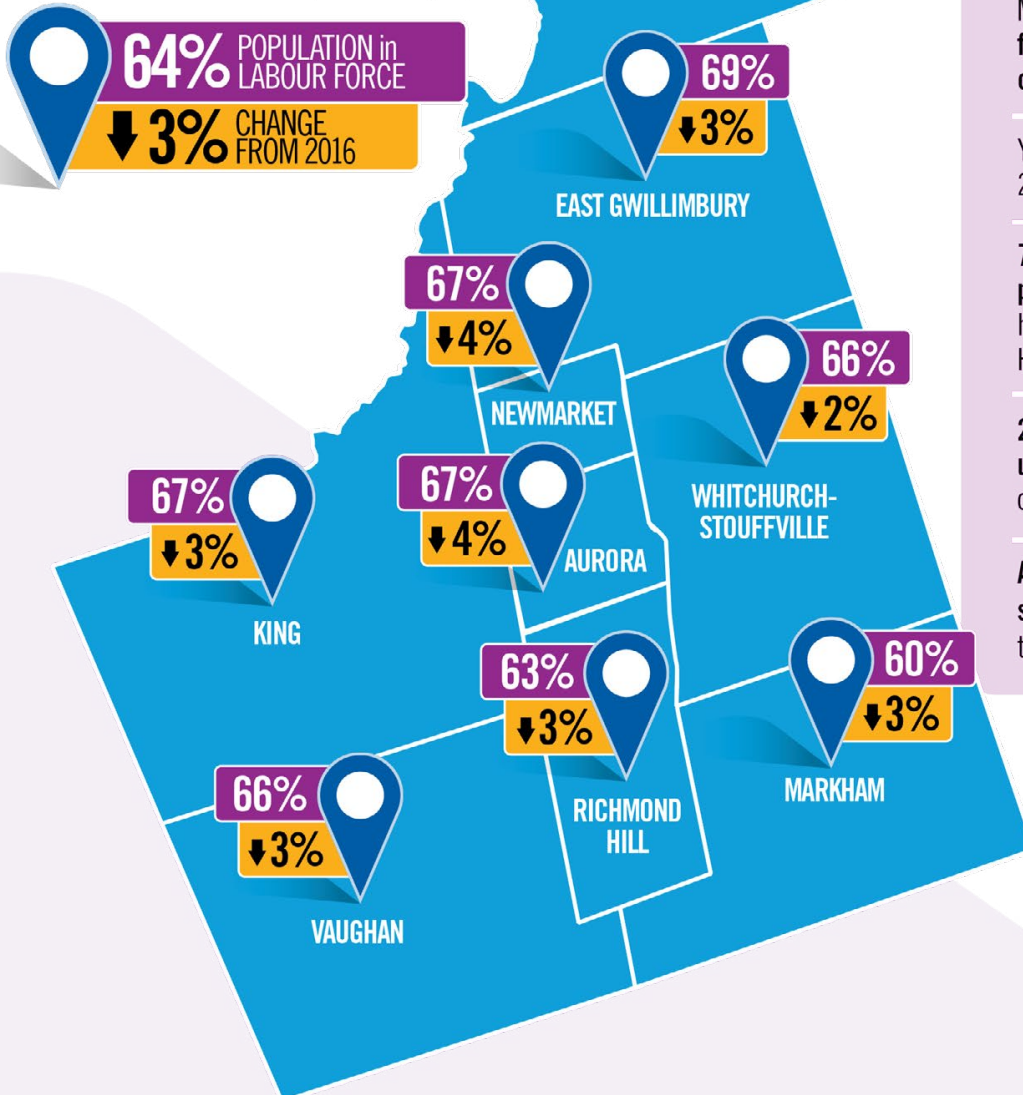 64% POPULATION in
LABOUR FORCE
3% CHANGE
FROM 2016
69%
3%
EAST GWILLIMBURY
67%
4%
NEWMARKET
66%
2%
WHITCHURCH-
STOUFFVILLE
67%
3%
KING
67%
4%
AURORA
63%
3%
RICHMOND
HILL
60%
3%
MARKHAM
66%
3%
VAUGHAN